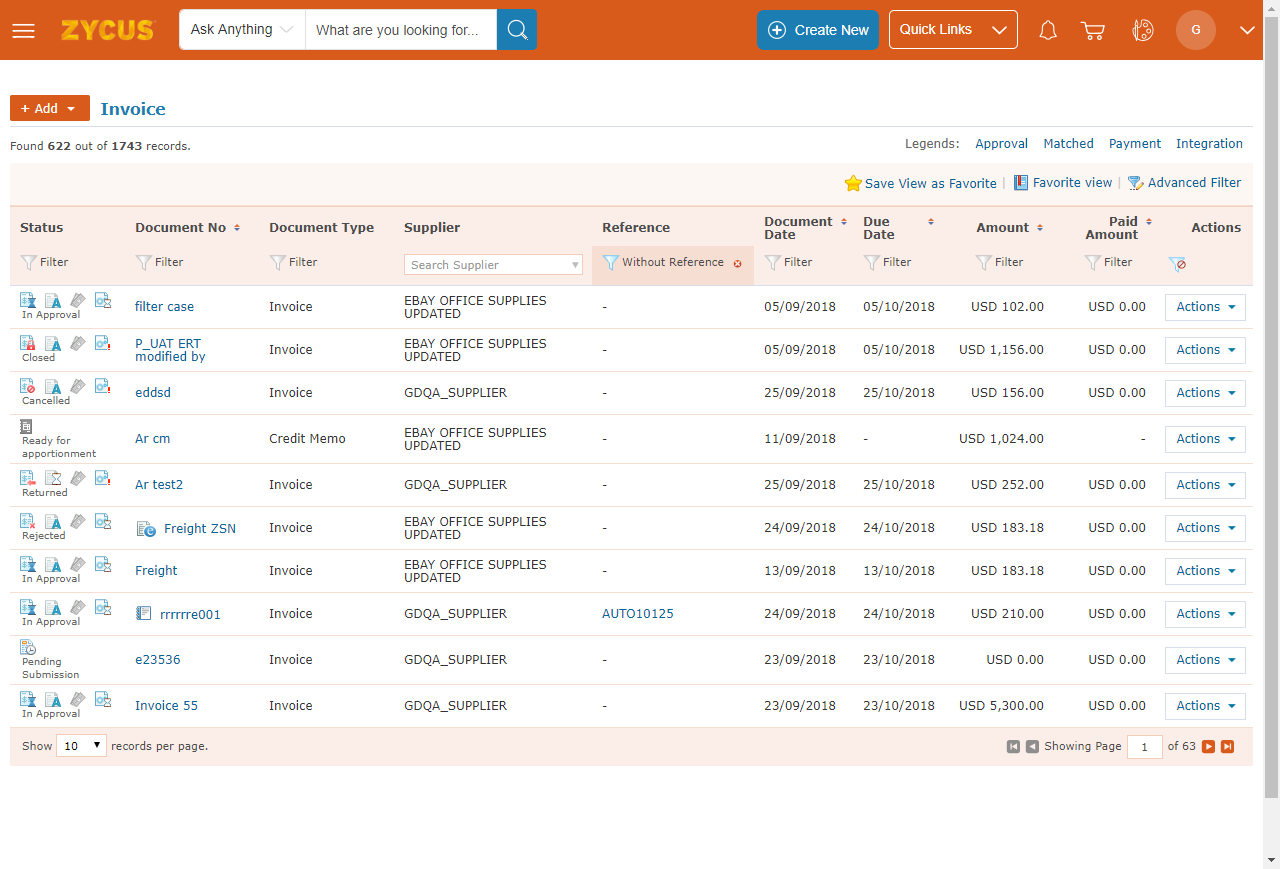 ZYCUS Ask Anything What are you looking for... Create New Quick Links G
+ Add Invoice
Found 622 out of 1743 records. Legends: Approval Matched Payment Integration
Save View as Favorite | Favorite view | Advanced Filter
Status Document No Document Type Supplier Reference Document Date Due Date Amount Paid Amount Actions
Filter Filter Filter Search Supplier Without Reference Filter Filter Filter Filter
In Approval filter case Invoice EBAY OFFICE SUPPLIES UPDATED - 05/09/2018 05/10/2018 USD 102.00 USD 0.00 Actions
Closed P_UAT ERT modified by Invoice EBAY OFFICE SUPPLIES UPDATED - 05/09/2018 05/10/2018 USD 1,156.00 USD 0.00 Actions
Cancelled eddsd Invoice GDQA_SUPPLIER - 25/09/2018 25/10/2018 USD 156.00 USD 0.00 Actions
Ready for apportionment Ar cm Credit Memo EBAY OFFICE SUPPLIES UPDATED - 11/09/2018 - USD 1,024.00 - Actions
Returned Ar test2 Invoice GDQA_SUPPLIER - 25/09/2018 25/10/2018 USD 252.00 USD 0.00 Actions
Rejected Freight ZSN Invoice EBAY OFFICE SUPPLIES UPDATED - 24/09/2018 24/10/2018 USD 183.18 USD 0.00 Actions
In Approval Freight Invoice EBAY OFFICE SUPPLIES UPDATED - 13/09/2018 13/10/2018 USD 183.18 USD 0.00 Actions
In Approval rrrrrre001 Invoice GDQA_SUPPLIER AUTO10125 24/09/2018 24/10/2018 USD 210.00 USD 0.00 Actions
Pending Submission e23536 Invoice GDQA_SUPPLIER - 23/09/2018 23/10/2018 USD 0.00 USD 0.00 Actions
In Approval Invoice 55 Invoice GDQA_SUPPLIER - 23/09/2018 23/10/2018 USD 5,300.00 USD 0.00 Actions
Show 10 records per page. Showing Page 1 of 63